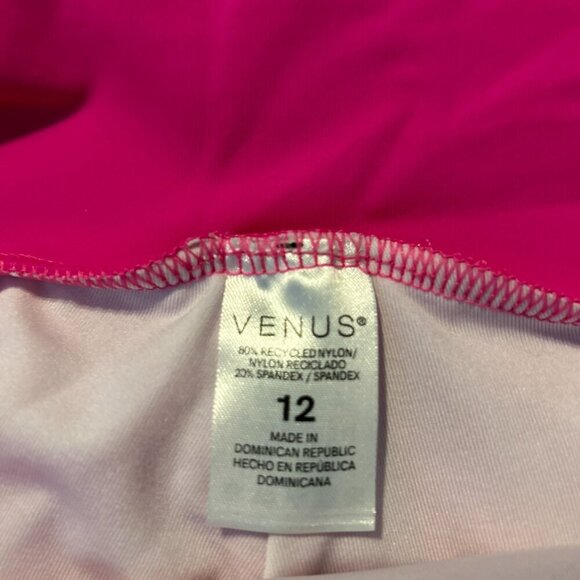 VENUS®
80% RECYCLED NYLON/
NYLON RECICLADO
20% SPANDEX / SPANDEX
12
MADE IN
DOMINICAN REPUBLIC
HECHO EN REPÚBLICA
DOMINICANA